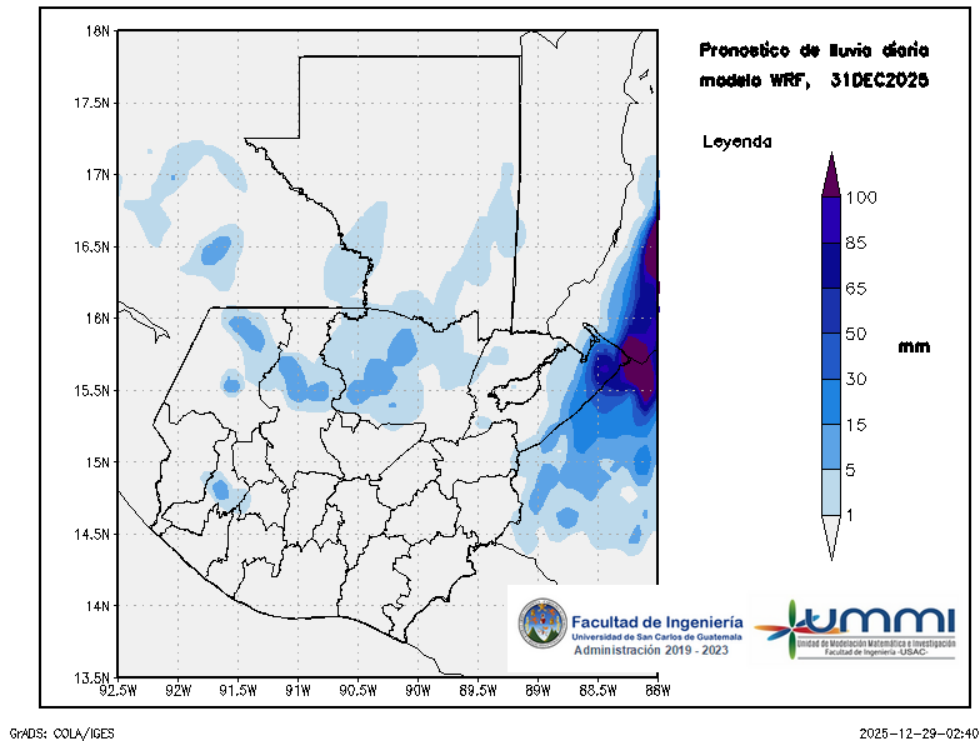 Pronostico de lluvia diaria
modelo WRF, 31DEC2025
Leyenda
100
85
65
50
30
15
5
1
mm
18N
17.5N
17N
16.5N
16N
15.5N
15N
14.5N
14N
13.5N
92.5W 92W 91.5W 91W 90.5W 90W 89.5W 89W 88.5W 88W
Facultad de Ingeniería
Universidad de San Carlos de Guatemala
Administración 2019 - 2023
ummi
Unidad de Modelación Matemática e Investigación
Facultad de Ingeniería -USAC-
GrADS: COLA/IGES
2025-12-29-02:40